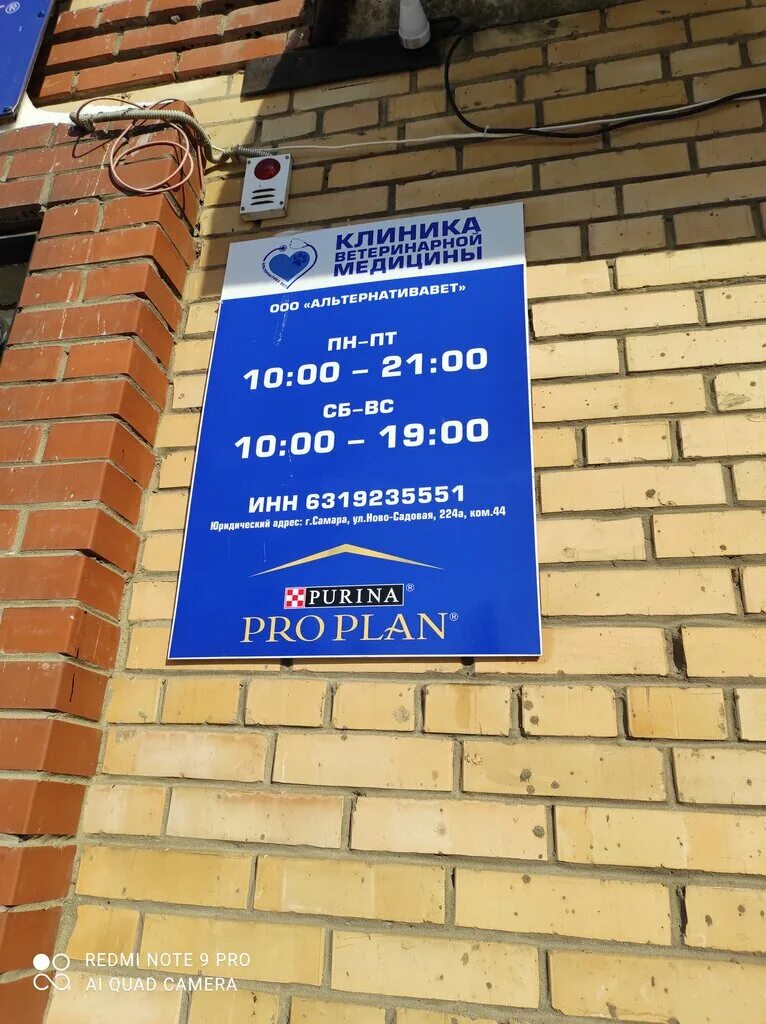 КЛИНИКА
ВЕТЕРИНАРНОЙ
МЕДИЦИНЫ
ООО «АЛЬТЕРНАТИВАВЕТ»
ПН-ПТ
10:00 - 21:00
СБ-ВС
10:00 - 19:00
ИНН 6319235551
Юридический адрес: г.Самара, ул.Ново-Садовая, 224а, ком.44
PURINA®
PRO PLAN®
REDMI NOTE 9 PRO
AI QUAD CAMERA